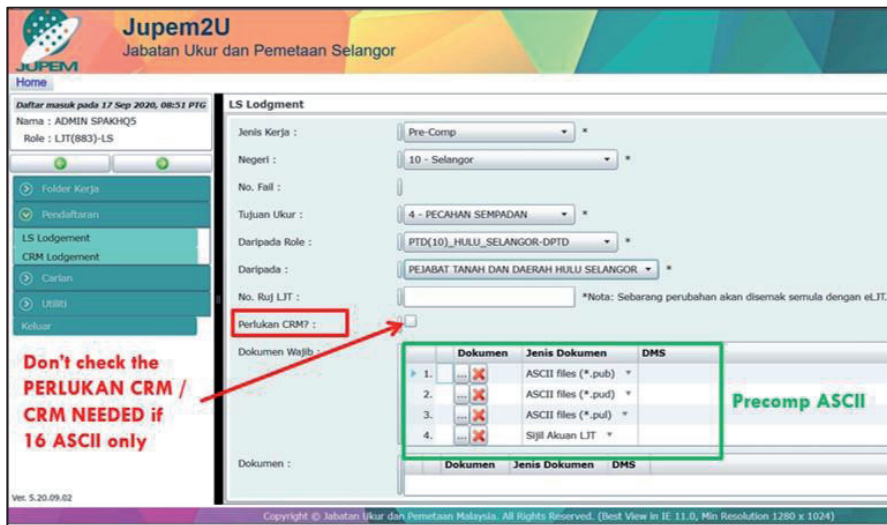 Jupem2U
Jabatan Ukur dan Pemetaan Selangor
JUPEM
Home
Daftar masuk pada 17 Sep 2020, 08:51 PTG
Nama : ADMIN SPAKHQ5
Role : LJT(883)-LS
Folder Kerja
Pendaftaran
LS Lodgement
CRM Lodgement
Carian
Utiliti
Keluar
Don't check the
PERLUKAN CRM /
CRM NEEDED if
16 ASCII only
Ver. 5.20.09.02
LS Lodgment
Jenis Kerja : Pre-Comp *
Negeri : 10 - Selangor *
No. Fail :
Tujuan Ukur : 4 - PECAHAN SEMPADAN *
Daripada Role : PTD(10)_HULU_SELANGOR-DPTD *
Daripada : PEJABAT TANAH DAN DAERAH HULU SELANGOR *
No. Ruj LJT : *Nota: Sebarang perubahan akan disemak semula dengan eLJT.
Perlukan CRM? :
Dokumen Wajib :
Dokumen Jenis Dokumen DMS
1. ... ASCII files (*.pub)
2. ... ASCII files (*.pud)
3. ... ASCII files (*.pul)
4. ... Sijil Akuan LJT
Precomp ASCII
Dokumen :
Dokumen Jenis Dokumen DMS
Copyright © Jabatan Ukur dan Pemetaan Malaysia. All Rights Reserved. (Best View in IE 11.0, Min Resolution 1280 x 1024)